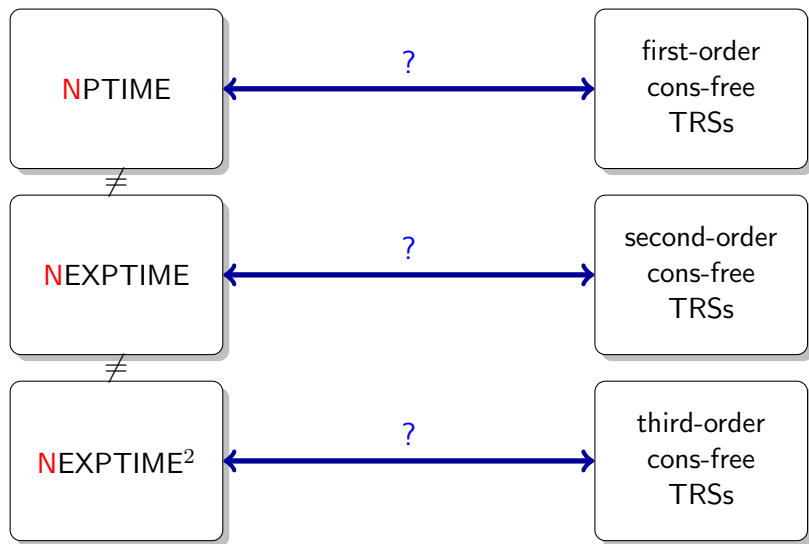 NPTIME
?
first-order
cons-free
TRSs
≠
NEXPTIME
?
second-order
cons-free
TRSs
≠
NEXPTIME²
?
third-order
cons-free
TRSs